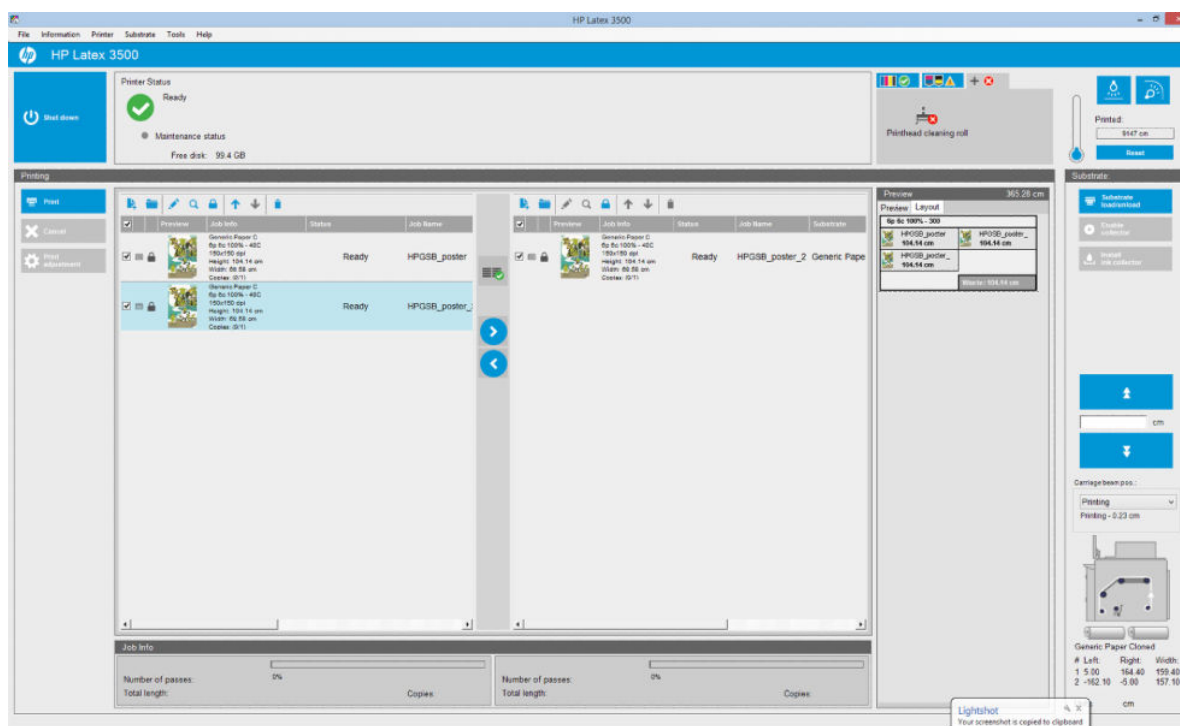 HP Latex 3500
File Information Printer Substrate Tools Help
hp HP Latex 3500
Shut down
Printer Status
Ready
Maintenance status
Free disk: 99.4 GB
Printhead cleaning roll
Printed:
9147 cm
Reset
Printing
Substrate:
Print
Cancel
Print
adjustment
Preview Job Info Status Job Name
Generic Paper C
6p 6c 100% - 40C
150x150 dpi
Height: 104.14 cm
Width: 68.58 cm
Copies: (0/1)
Ready HPGSB_poster
Generic Paper C
6p 6c 100% - 40C
150x150 dpi
Height: 104.14 cm
Width: 68.58 cm
Copies: (0/1)
Ready HPGSB_poster_
Preview Job Info Status Job Name Substrate
Generic Paper C
6p 6c 100% - 40C
150x150 dpi
Height: 104.14 cm
Width: 68.58 cm
Copies: (0/1)
Ready HPGSB_poster_2 Generic Pape
Preview 365.28 cm
Preview Layout
6p 6c 100% - 300
HPGSB_poster
104.14 cm
HPGSB_poster_
104.14 cm
HPGSB_poster_
104.14 cm
Waste: 104.14 cm
Substrate
load/unload
Enable
collector
Install
ink collector
cm
Carriage beam pos.:
Printing
Printing - 0.23 cm
Generic Paper Cloned
# Left: Right: Width:
1 5.00 164.40 159.40
2 -162.10 -5.00 157.10
cm
Job Info
0%
Number of passes:
Total length: Copies:
0%
Number of passes:
Total length: Copies:
Lightshot
Your screenshot is copied to clipboard